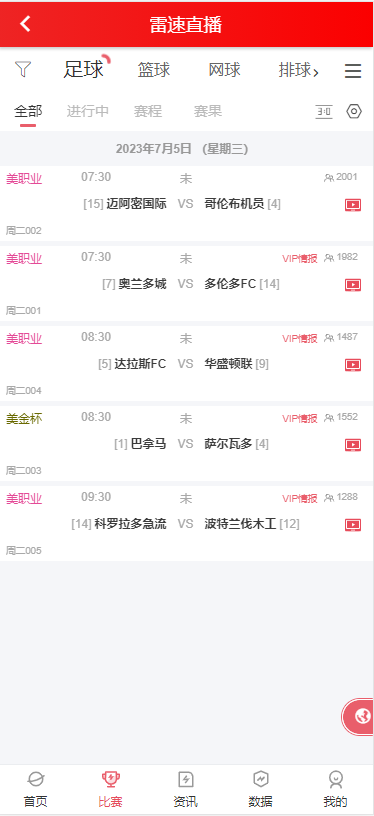 雷速直播
足球 篮球 网球 排球
全部 进行中 赛程 赛果 3:0
2023年7月5日 （星期三）
美职业 07:30 未 2001
[15] 迈阿密国际 VS 哥伦布机员 [4]
周二002
美职业 07:30 未 VIP情报 1982
[7] 奥兰多城 VS 多伦多FC [14]
周二001
美职业 08:30 未 VIP情报 1487
[5] 达拉斯FC VS 华盛顿联 [9]
周二004
美金杯 08:30 未 VIP情报 1552
[1] 巴拿马 VS 萨尔瓦多 [4]
周二003
美职业 09:30 未 VIP情报 1288
[14] 科罗拉多急流 VS 波特兰伐木工 [12]
周二005
首页 比赛 资讯 数据 我的